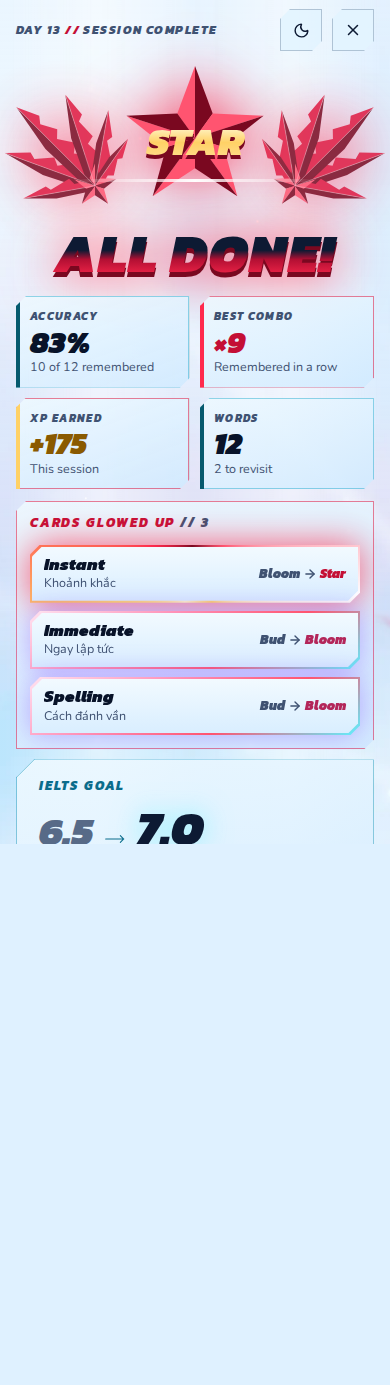 DAY 13 // SESSION COMPLETE
STAR
ALL DONE!
ACCURACY
83%
10 of 12 remembered
BEST COMBO
×9
Remembered in a row
XP EARNED
+175
This session
WORDS
12
2 to revisit
CARDS GLOWED UP // 3
Instant
Khoảnh khắc
Bloom → Star
Immediate
Ngay lập tức
Bud → Bloom
Spelling
Cách đánh vần
Bud → Bloom
IELTS GOAL
6.5 → 7.0